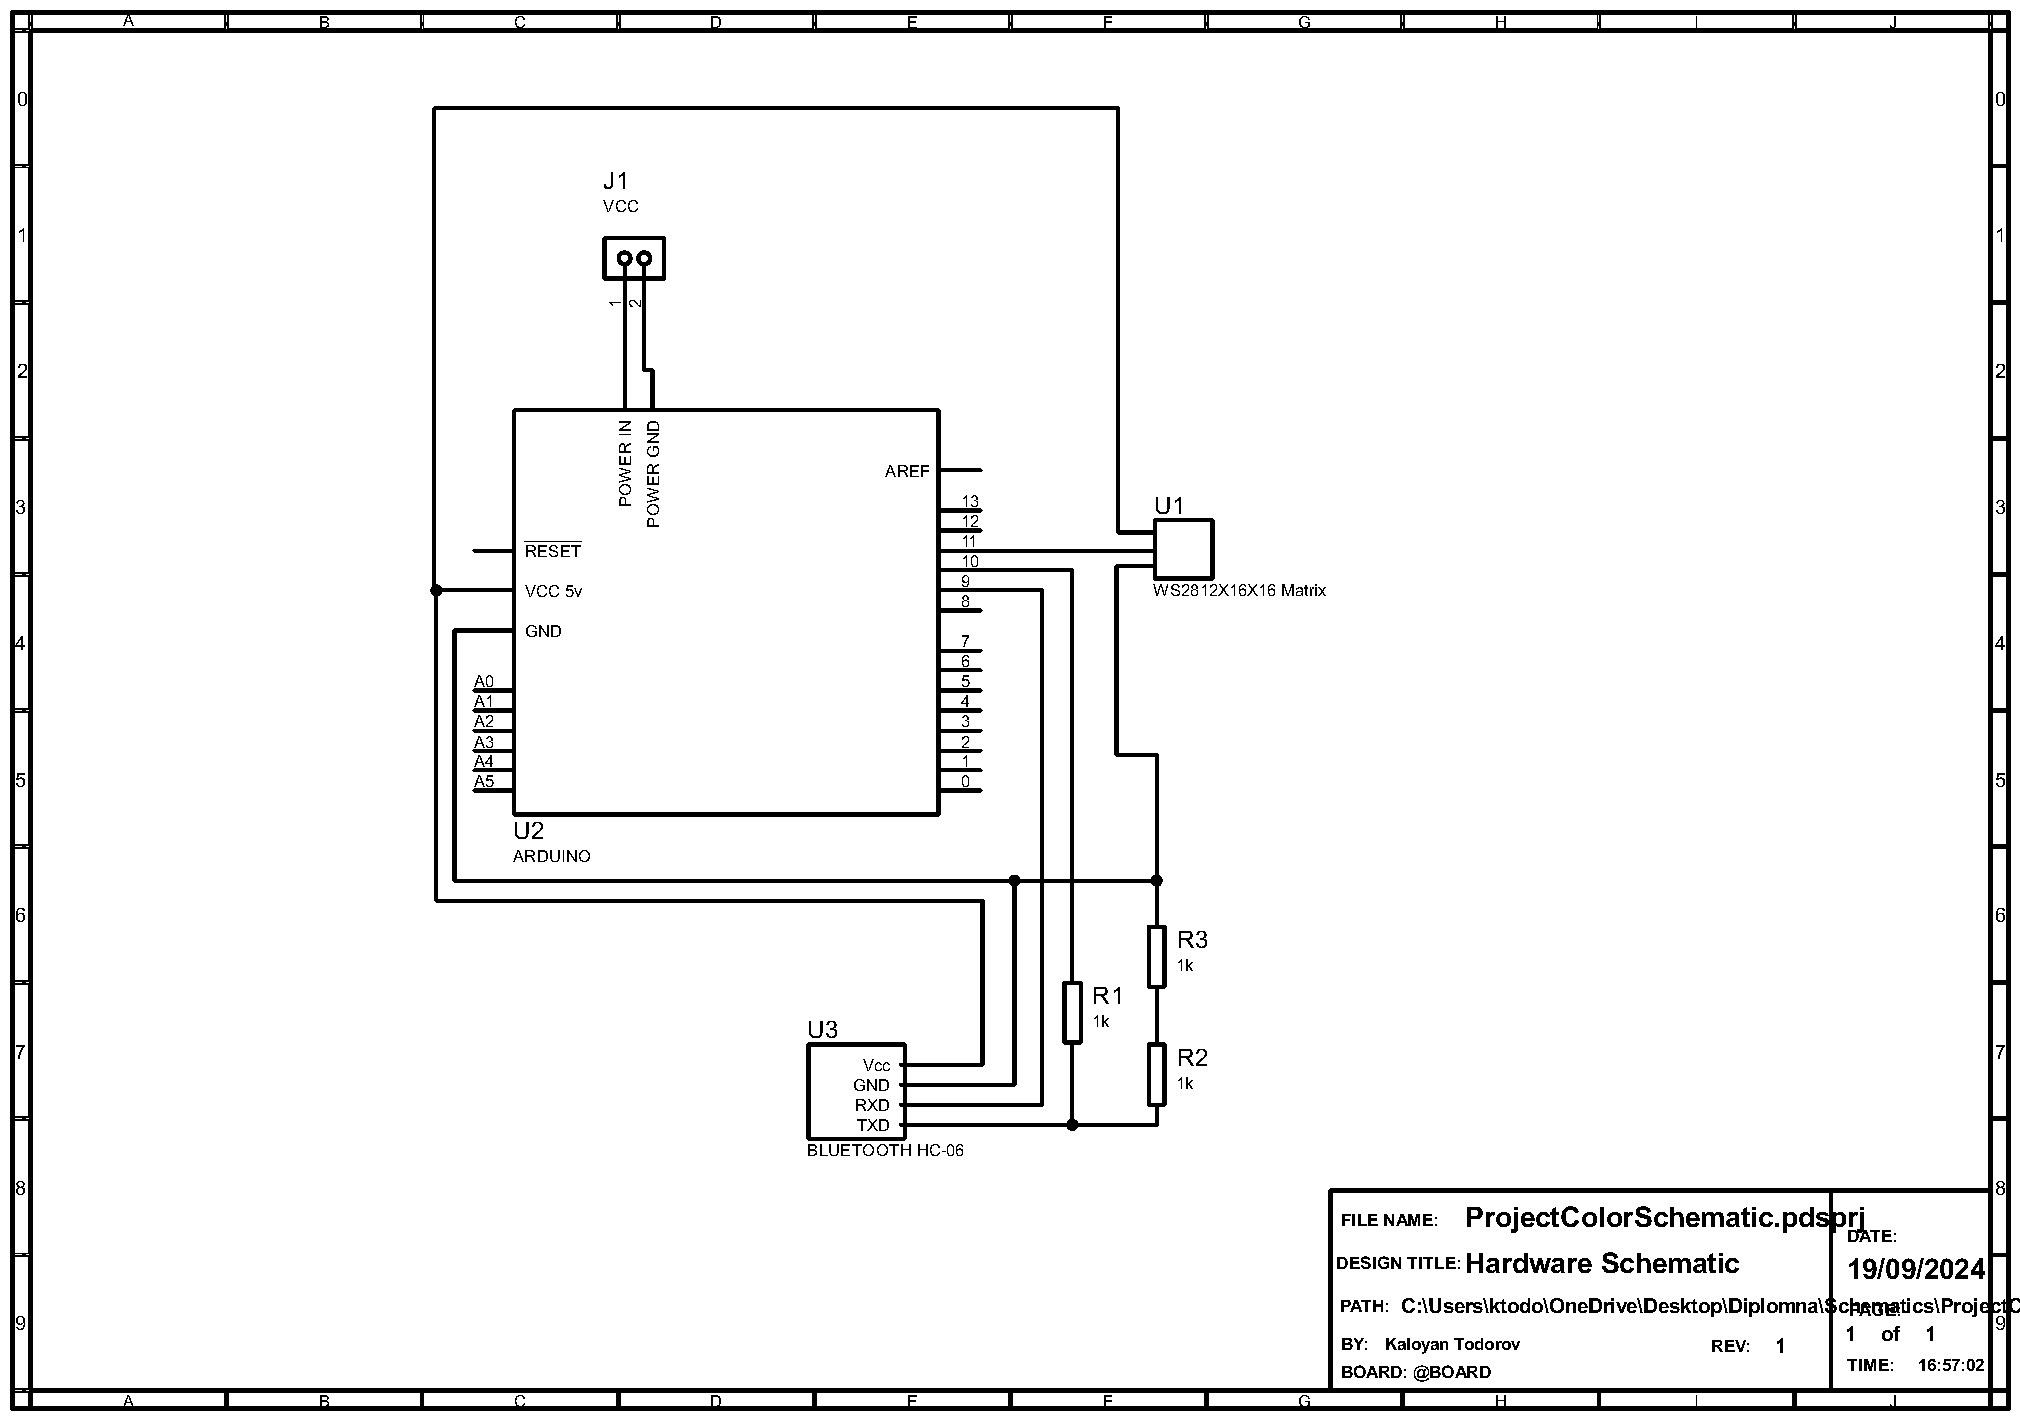 A B C D E F G H I J
0 0
1 1
2 2
3 3
4 4
5 5
6 6
7 7
8 8
9 9
J1
VCC
1 2
POWER IN
POWER GND
AREF
13
12
11
10
9
8
7
6
5
4
3
2
1
0
RESET
VCC 5v
GND
A0
A1
A2
A3
A4
A5
U2
ARDUINO
U1
WS2812X16X16 Matrix
R3
1k
R1
1k
R2
1k
U3
Vcc
GND
RXD
TXD
BLUETOOTH HC-06
FILE NAME: ProjectColorSchematic.pdsprj
DESIGN TITLE: Hardware Schematic
PATH: C:\Users\ktodo\OneDrive\Desktop\Diplomna\Schematics\ProjectC
BY: Kaloyan Todorov REV: 1
BOARD: @BOARD
DATE:
19/09/2024
PAGE:
1 of 1
TIME: 16:57:02
A B C D E F G H I J